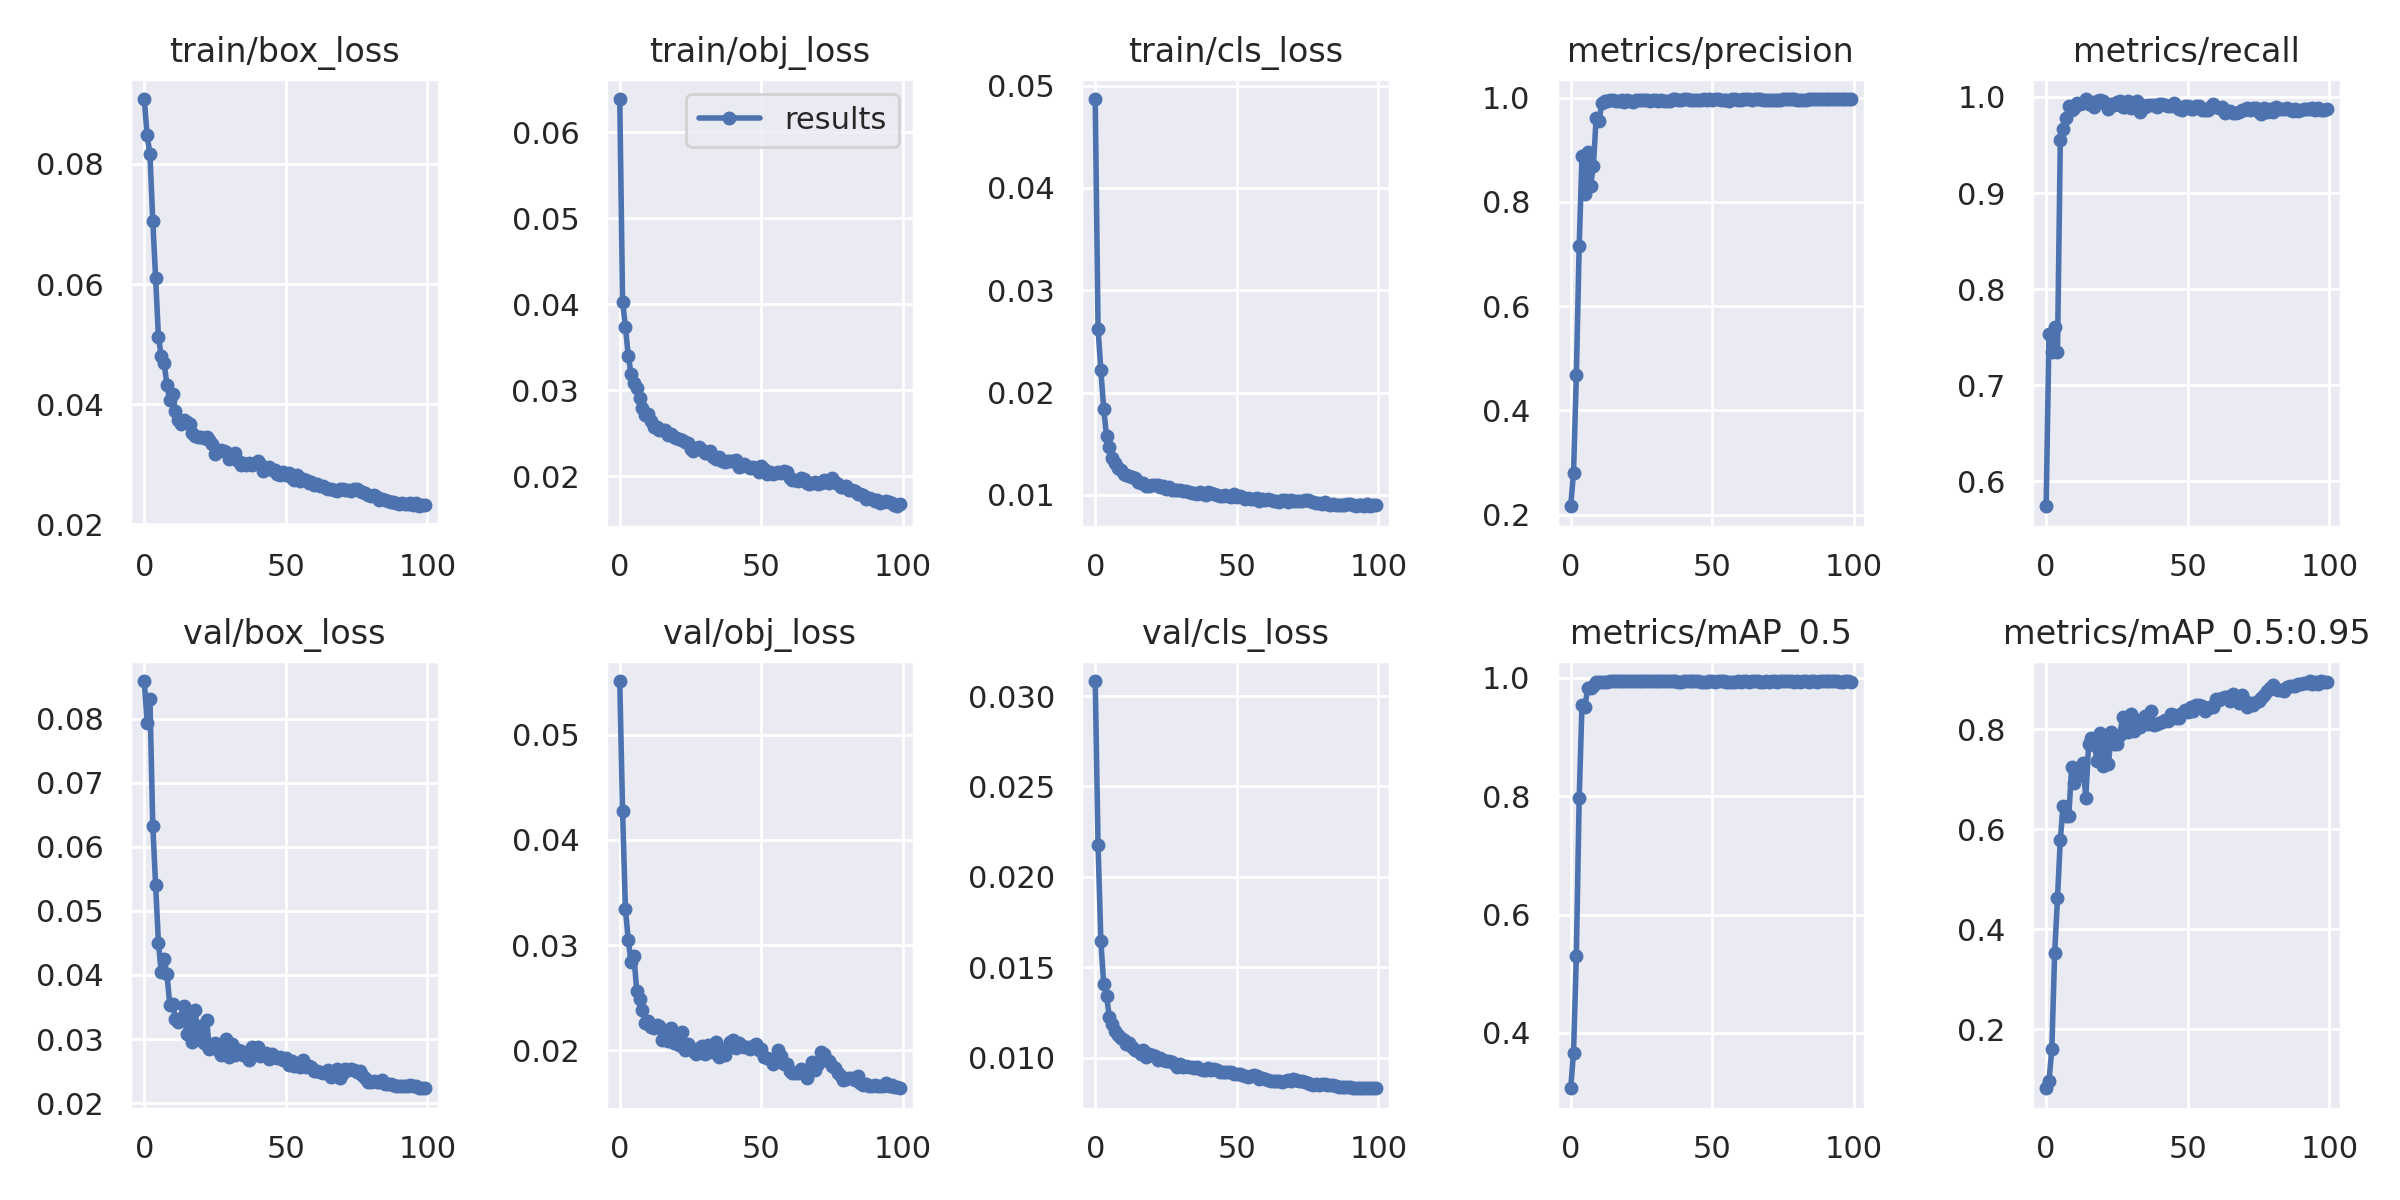 train/box_loss
0.08
0.06
0.04
0.02
0 50 100
train/obj_loss
results
0.06
0.05
0.04
0.03
0.02
0 50 100
train/cls_loss
0.05
0.04
0.03
0.02
0.01
0 50 100
metrics/precision
1.0
0.8
0.6
0.4
0.2
0 50 100
metrics/recall
1.0
0.9
0.8
0.7
0.6
0 50 100
val/box_loss
0.08
0.07
0.06
0.05
0.04
0.03
0.02
0 50 100
val/obj_loss
0.05
0.04
0.03
0.02
0 50 100
val/cls_loss
0.030
0.025
0.020
0.015
0.010
0 50 100
metrics/mAP_0.5
1.0
0.8
0.6
0.4
0 50 100
metrics/mAP_0.5:0.95
0.8
0.6
0.4
0.2
0 50 100